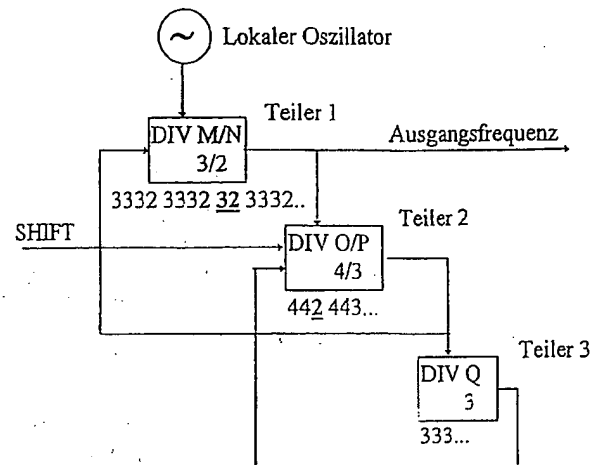 ~
Lokaler Oszillator
Teiler 1
DIV M/N
3/2
Ausgangsfrequenz
3332 3332 32 3332..
Teiler 2
SHIFT
DIV O/P
4/3
442 443...
Teiler 3
DIV Q
3
333...